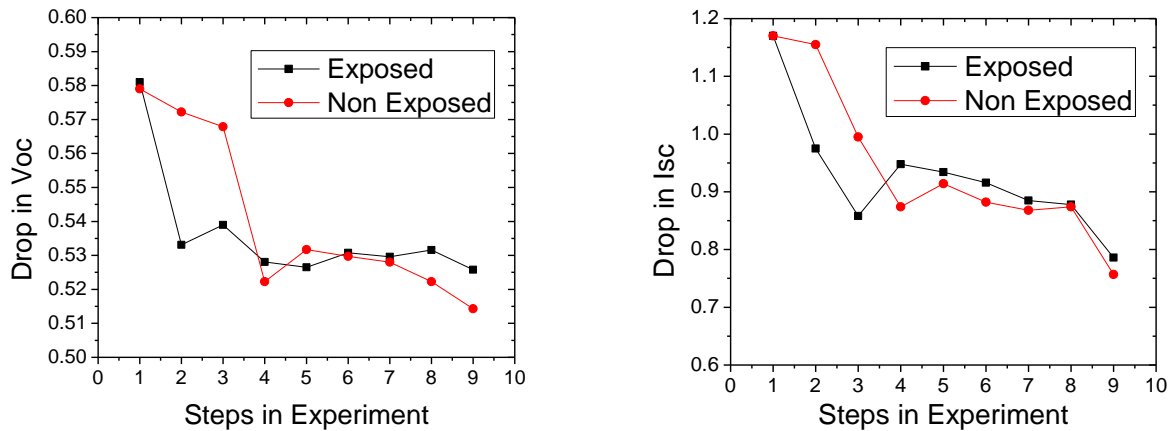 0.60
0.59
0.58
0.57
0.56
0.55
0.54
0.53
0.52
0.51
0.50
Drop in Voc
Exposed
Non Exposed
0 1 2 3 4 5 6 7 8 9 10
Steps in Experiment
1.2
1.1
1.0
0.9
0.8
0.7
0.6
Drop in Isc
Exposed
Non Exposed
0 1 2 3 4 5 6 7 8 9 10
Steps in Experiment